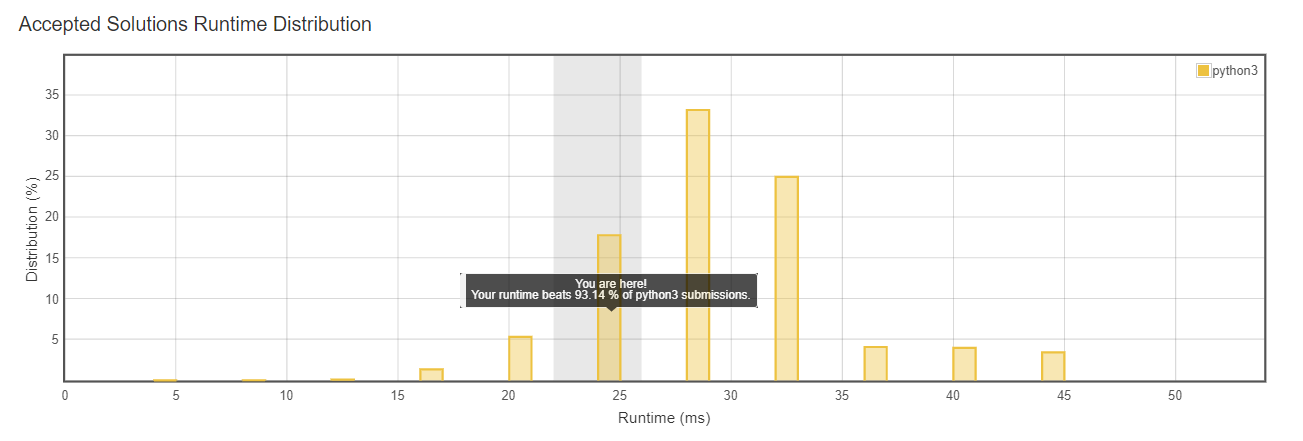 Accepted Solutions Runtime Distribution
python3
35
30
25
20
15
10
5
Distribution (%)
You are here!
Your runtime beats 93.14 % of python3 submissions.
0 5 10 15 20 25 30 35 40 45 50
Runtime (ms)